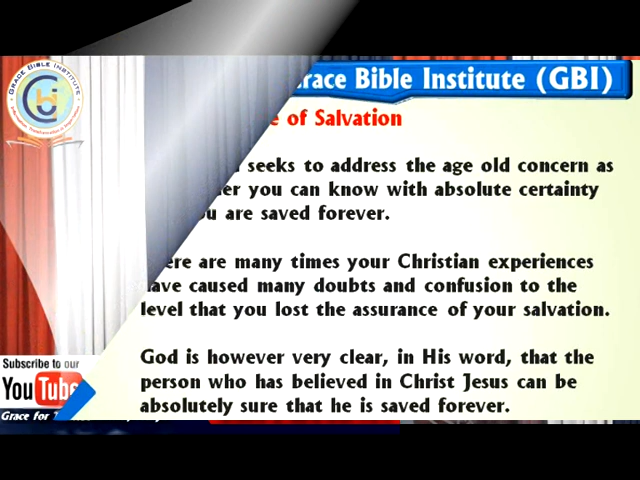 GRACE BIBLE INSTITUTE
Grace Bible Institute (GBI)
of Salvation
seeks to address the age old concern as
you can know with absolute certainty
you are saved forever.
are many times your Christian experiences
have caused many doubts and confusion to the
level that you lost the assurance of your salvation.
God is however very clear, in His word, that the
person who has believed in Christ Jesus can be
absolutely sure that he is saved forever.
Subscribe to our
YouTube
Grace for